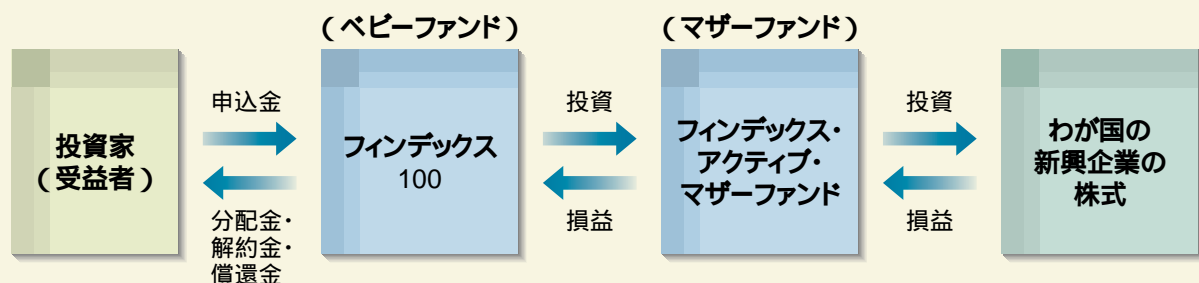 (ベビーファンド)
(マザーファンド)
投資家
(受益者)
申込金
分配金・
解約金・
償還金
フィンデックス
100
投資
損益
フィンデックス・
アクティブ・
マザーファンド
投資
損益
わが国の
新興企業の
株式